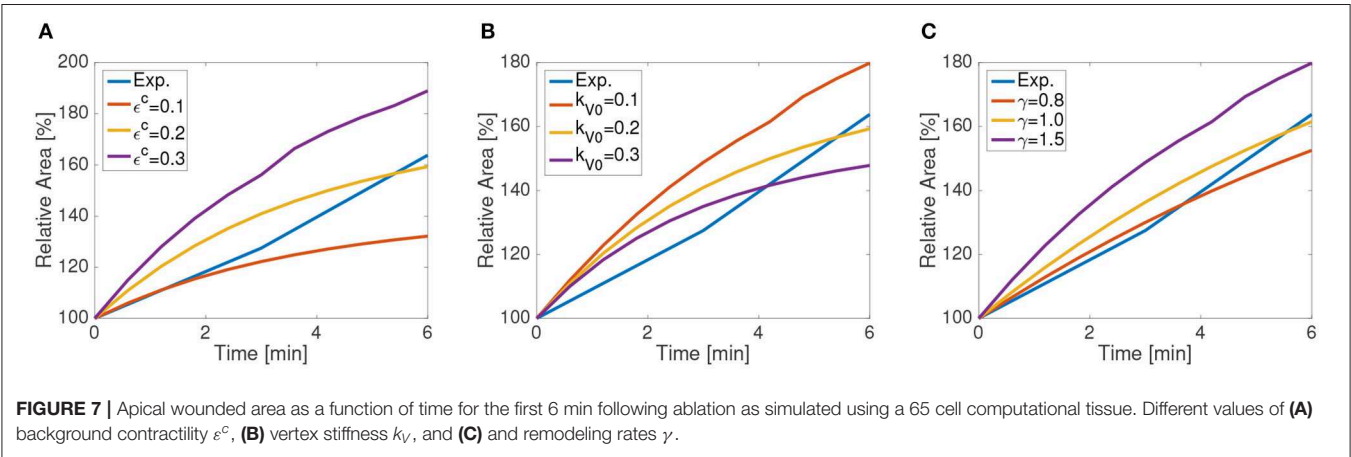 A
200
180
160
140
120
100
Relative Area [%]
Exp.
ϵᶜ=0.1
ϵᶜ=0.2
ϵᶜ=0.3
0
2
4
6
Time [min]
B
180
160
140
120
100
Relative Area [%]
Exp.
k_V0=0.1
k_V0=0.2
k_V0=0.3
0
2
4
6
Time [min]
C
180
160
140
120
100
Relative Area [%]
Exp.
γ=0.8
γ=1.0
γ=1.5
0
2
4
6
Time [min]
FIGURE 7 | Apical wounded area as a function of time for the first 6 min following ablation as simulated using a 65 cell computational tissue. Different values of (A)
background contractility εᶜ, (B) vertex stiffness k_V, and (C) and remodeling rates γ.